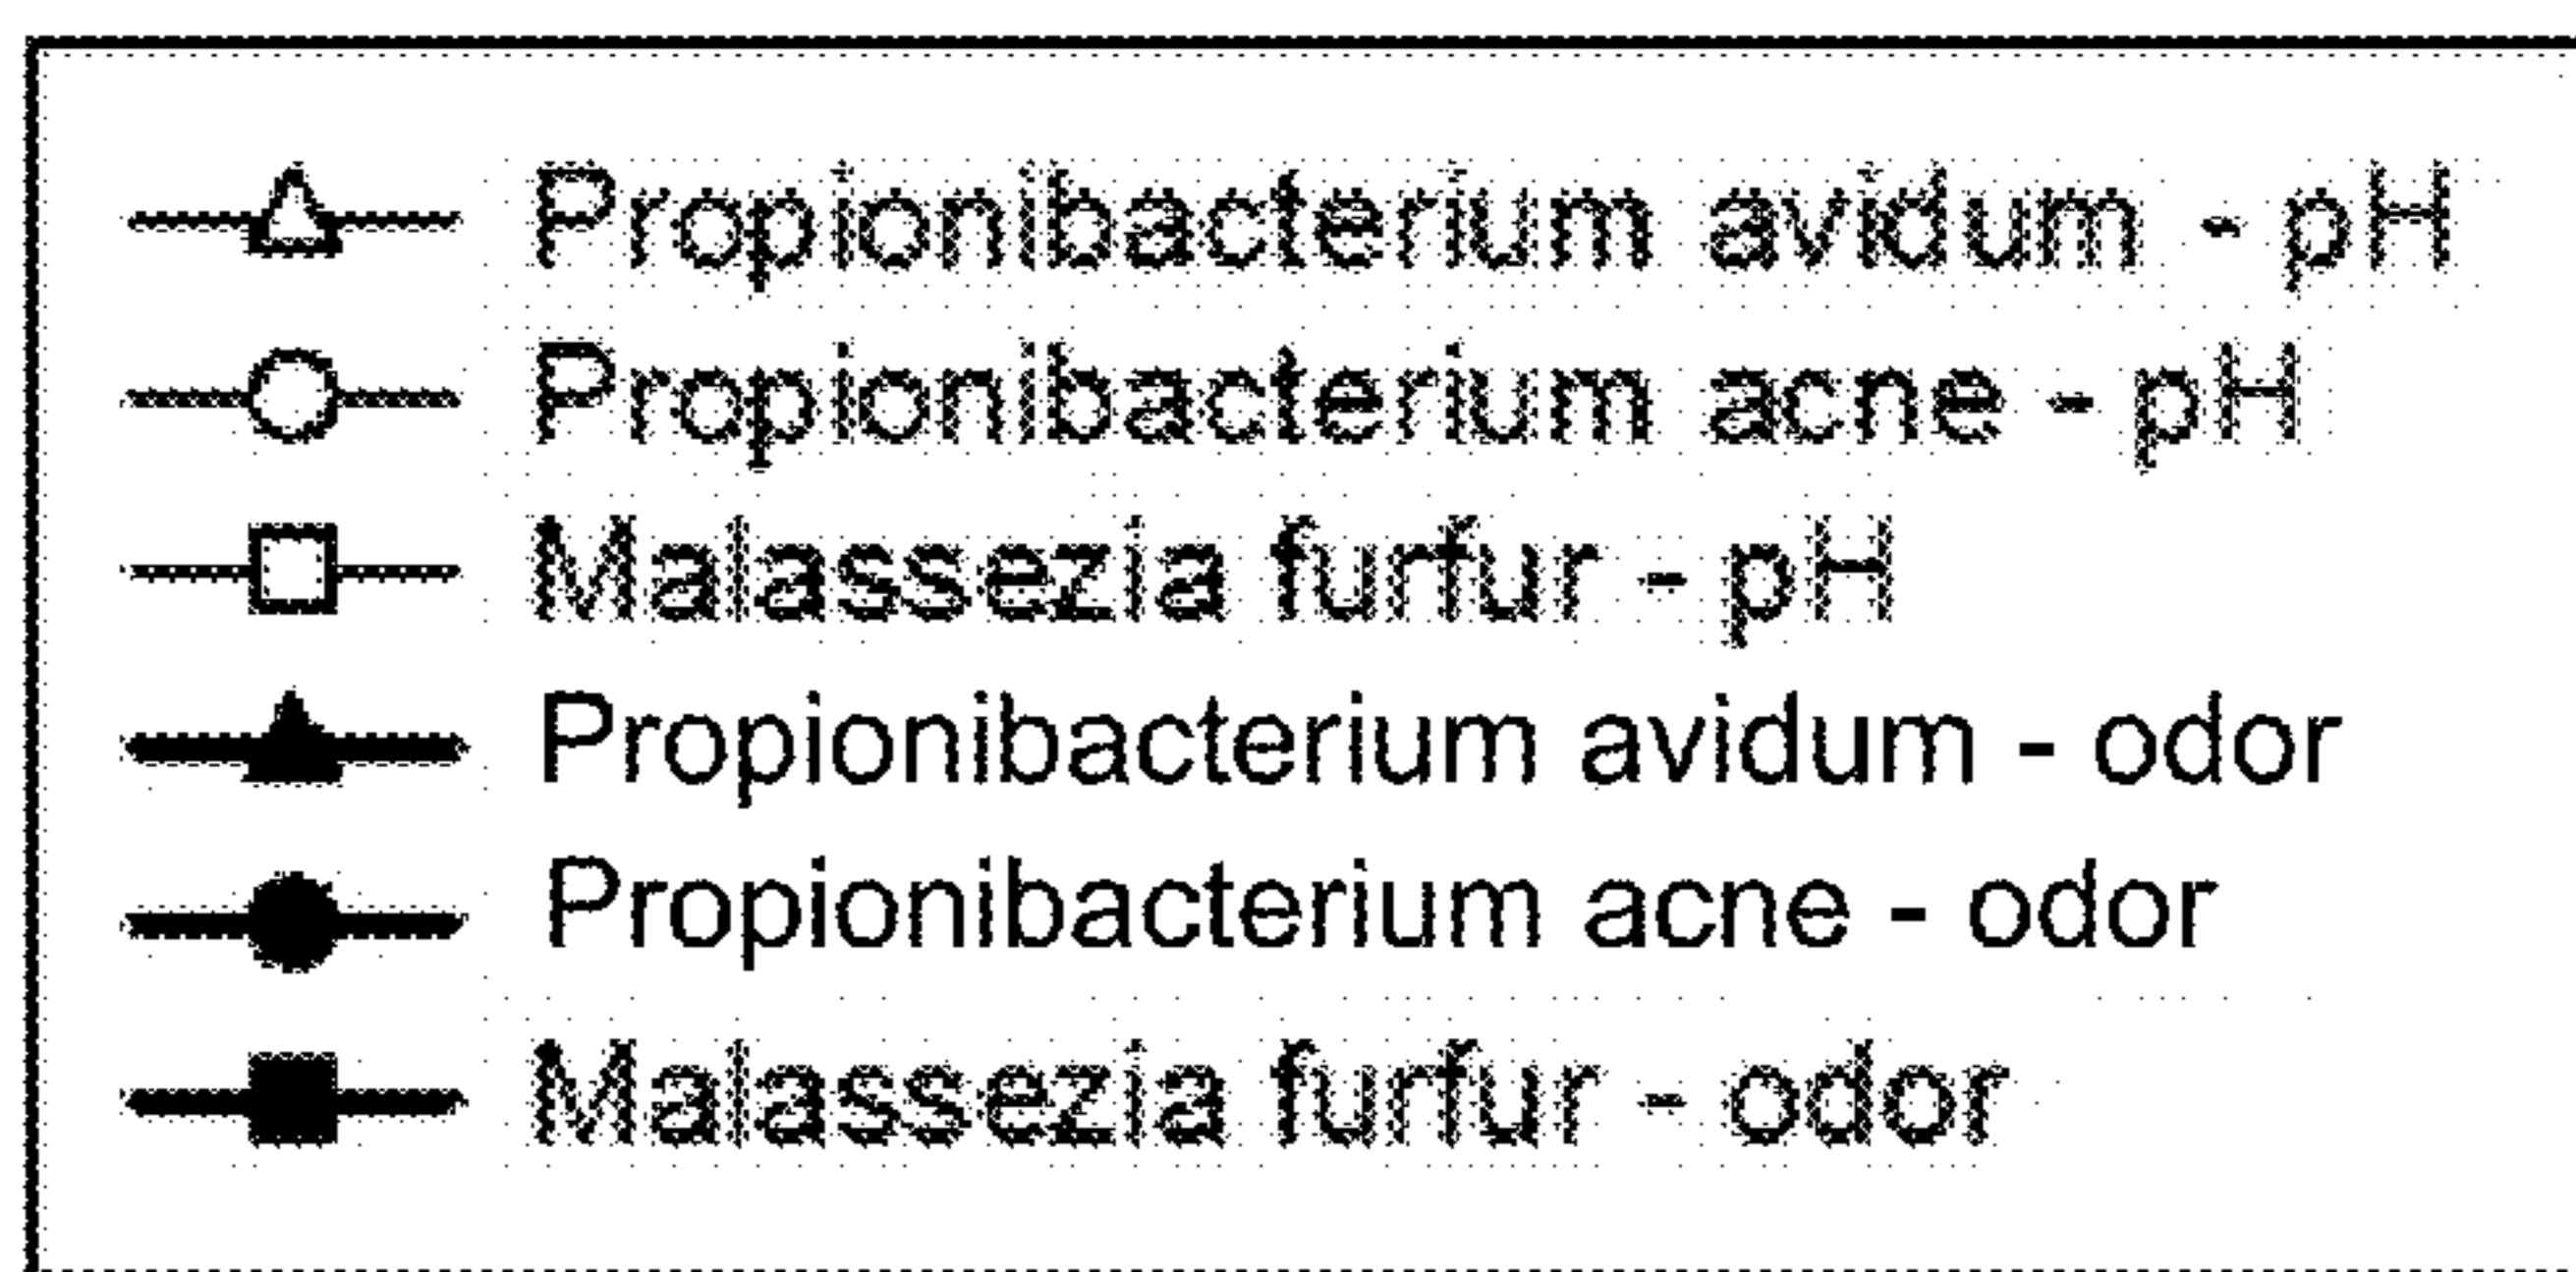 Propionibacterium avidum - pH
Propionibacterium acne - pH
Malassezia furfur - pH
Propionibacterium avidum - odor
Propionibacterium acne - odor
Malassezia furfur - odor